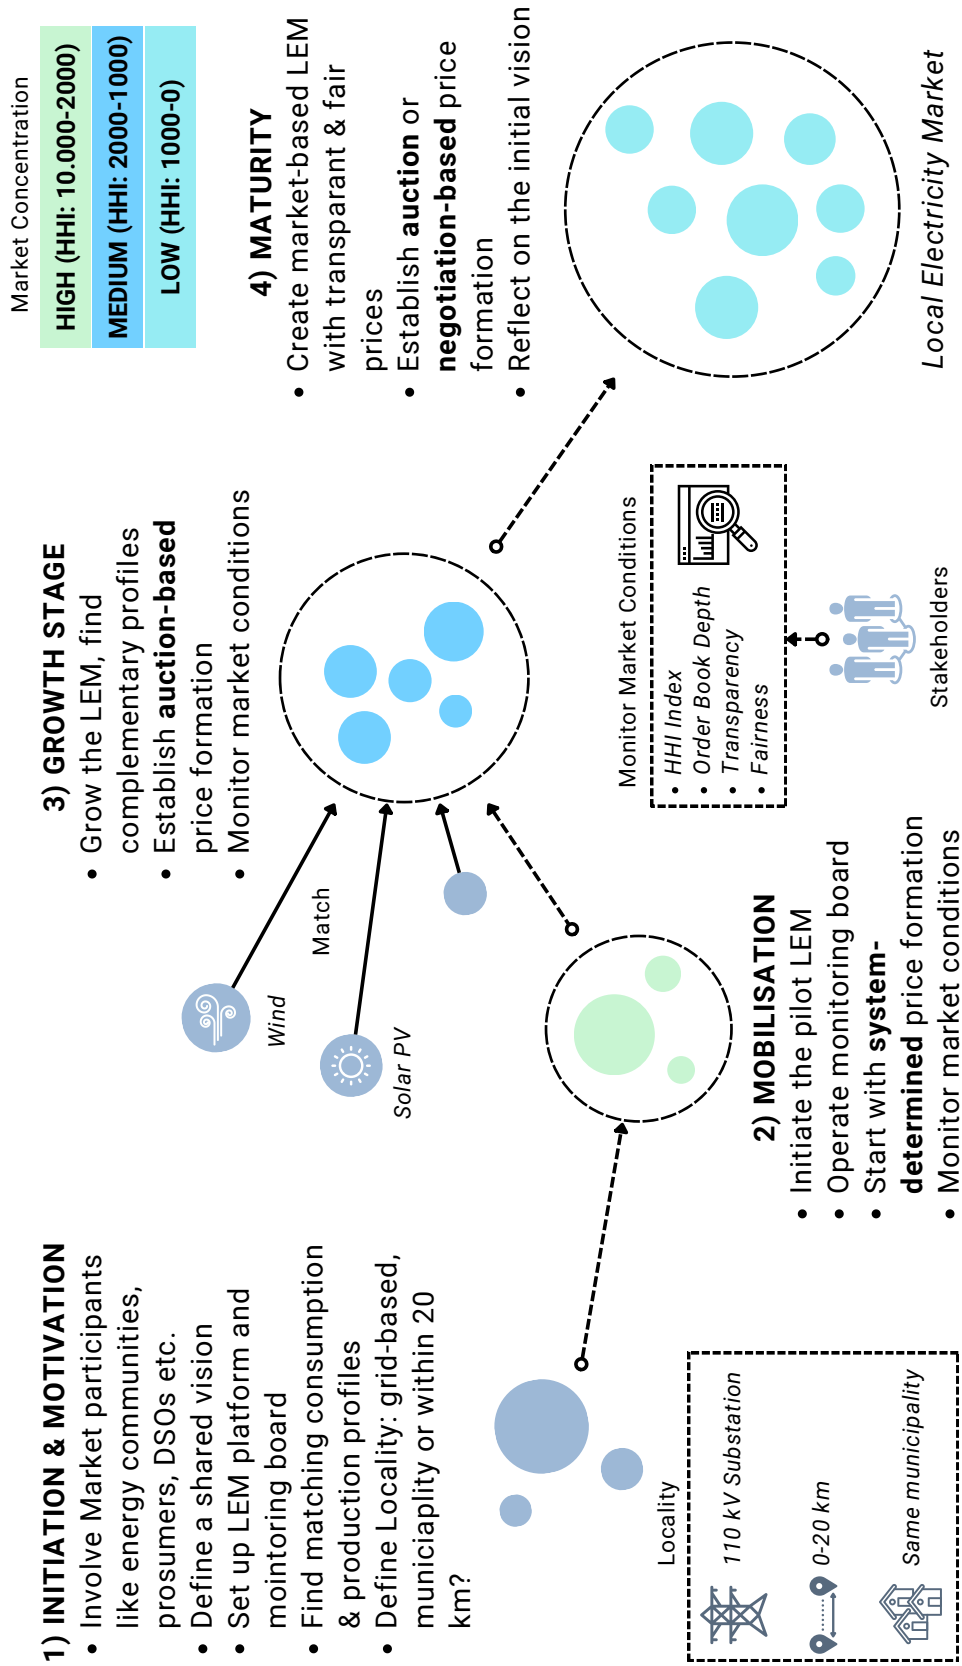 1) INITIATION & MOTIVATION
• Involve Market participants
like energy communities,
prosumers, DSOs etc.
• Define a shared vision
• Set up LEM platform and
mointoring board
• Find matching consumption
& production profiles
• Define Locality: grid-based,
municiaplity or within 20
km?
Locality
110 kV Substation
0-20 km
Same municipality
2) MOBILISATION
• Initiate the pilot LEM
• Operate monitoring board
• Start with system-
determined price formation
• Monitor market conditions
Wind
Solar PV
Match
3) GROWTH STAGE
• Grow the LEM, find
complementary profiles
• Establish auction-based
price formation
• Monitor market conditions
Monitor Market Conditions
• HHI Index
• Order Book Depth
• Transparency
• Fairness
Stakeholders
Market Concentration
HIGH (HHI: 10.000-2000)
MEDIUM (HHI: 2000-1000)
LOW (HHI: 1000-0)
4) MATURITY
• Create market-based LEM
with transparant & fair
prices
• Establish auction or
negotiation-based price
formation
• Reflect on the initial vision
Local Electricity Market